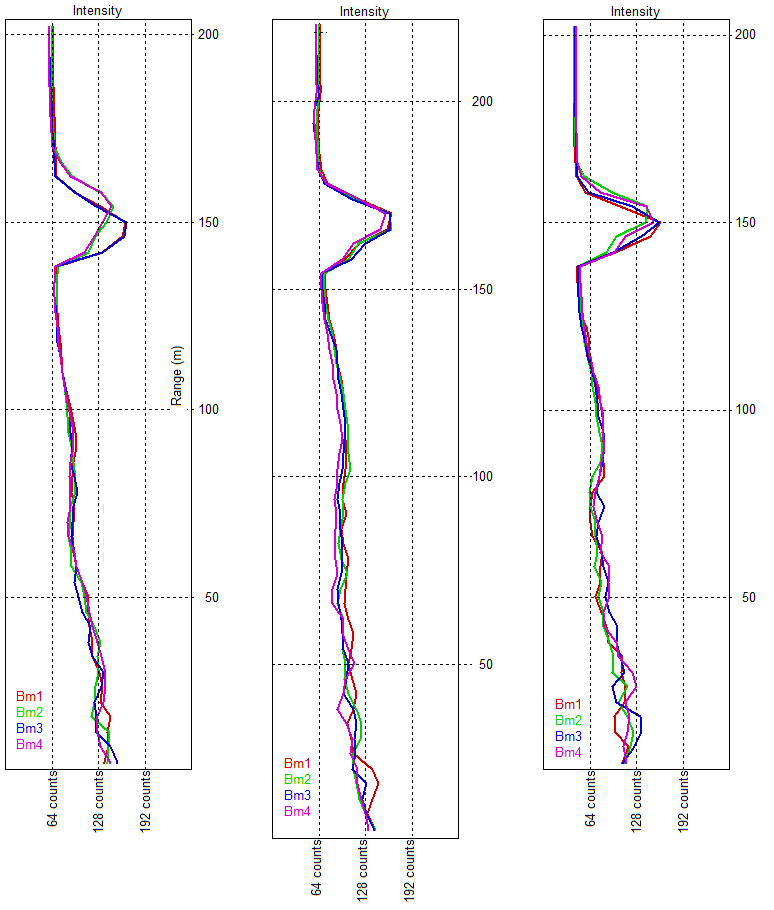 Intensity
200
150
Range (m)
100
50
Bm1
Bm2
Bm3
Bm4
64 counts
128 counts
192 counts
Intensity
200
150
100
50
Bm1
Bm2
Bm3
Bm4
64 counts
128 counts
192 counts
Intensity
200
150
100
50
Bm1
Bm2
Bm3
Bm4
64 counts
128 counts
192 counts